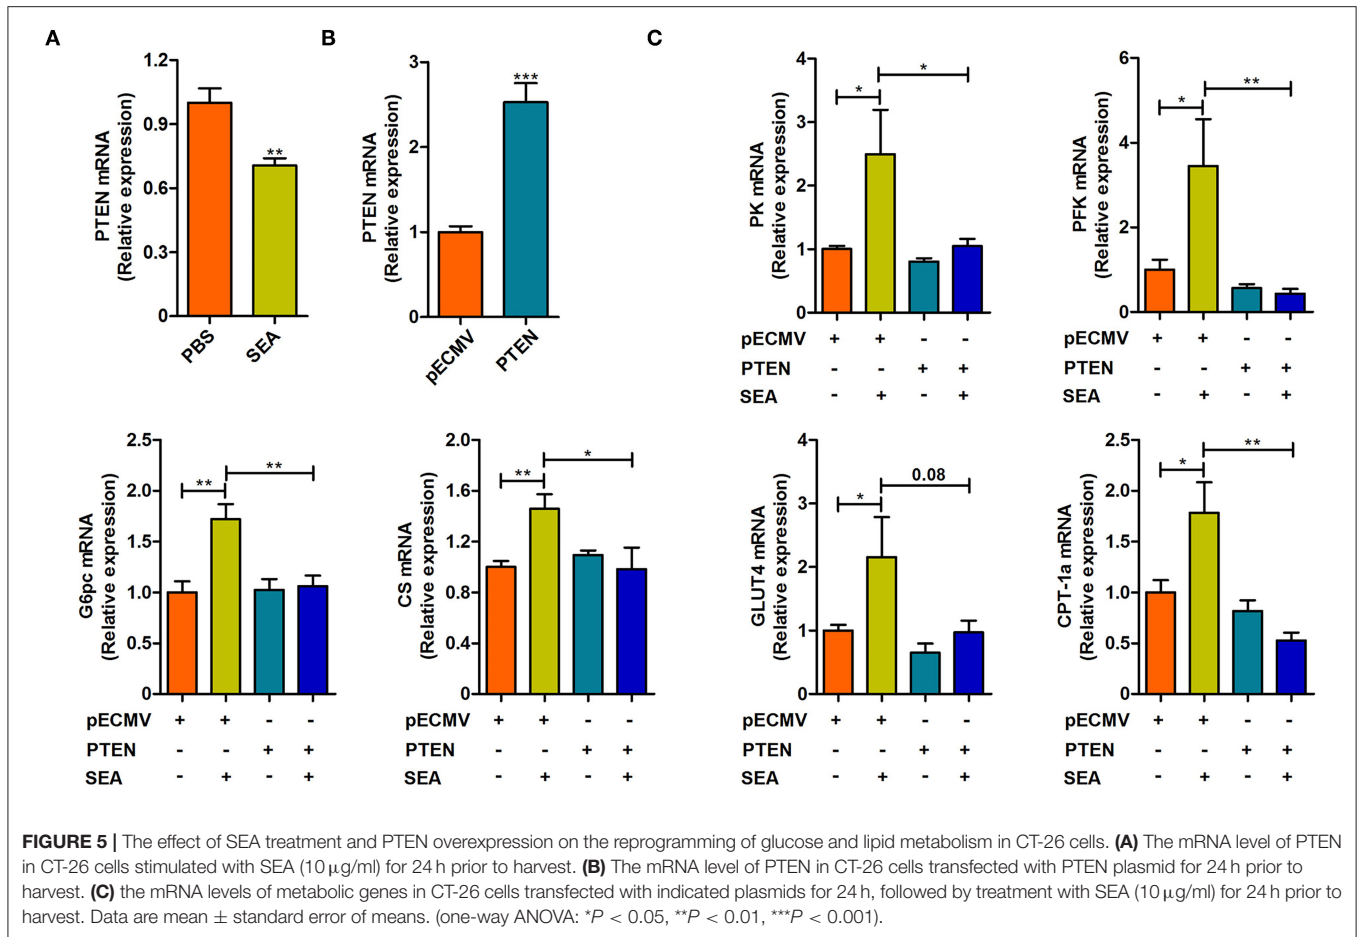 A
B
C
PTEN mRNA
(Relative expression)
1.2
0.9
0.6
0.3
0
**
PBS
SEA
PTEN mRNA
(Relative expression)
3
2
1
0
***
pECMV
PTEN
PK mRNA
(Relative expression)
4
3
2
1
0
*
*
pECMV + + - -
PTEN - - + +
SEA - + - +
PFK mRNA
(Relative expression)
6
4
2
0
*
**
pECMV + + - -
PTEN - - + +
SEA - + - +
G6pc mRNA
(Relative expression)
2.5
2.0
1.5
1.0
0.5
0
**
**
pECMV + + - -
PTEN - - + +
SEA - + - +
CS mRNA
(Relative expression)
2.0
1.6
1.2
0.8
0.4
0
**
*
pECMV + + - -
PTEN - - + +
SEA - + - +
GLUT4 mRNA
(Relative expression)
4
3
2
1
0
*
0.08
pECMV + + - -
PTEN - - + +
SEA - + - +
CPT-1a mRNA
(Relative expression)
2.5
2.0
1.5
1.0
0.5
0
*
**
pECMV + + - -
PTEN - - + +
SEA - + - +
FIGURE 5 | The effect of SEA treatment and PTEN overexpression on the reprogramming of glucose and lipid metabolism in CT-26 cells. (A) The mRNA level of PTEN
in CT-26 cells stimulated with SEA (10 μg/ml) for 24 h prior to harvest. (B) The mRNA level of PTEN in CT-26 cells transfected with PTEN plasmid for 24 h prior to
harvest. (C) the mRNA levels of metabolic genes in CT-26 cells transfected with indicated plasmids for 24 h, followed by treatment with SEA (10 μg/ml) for 24 h prior to
harvest. Data are mean ± standard error of means. (one-way ANOVA: *P < 0.05, **P < 0.01, ***P < 0.001).